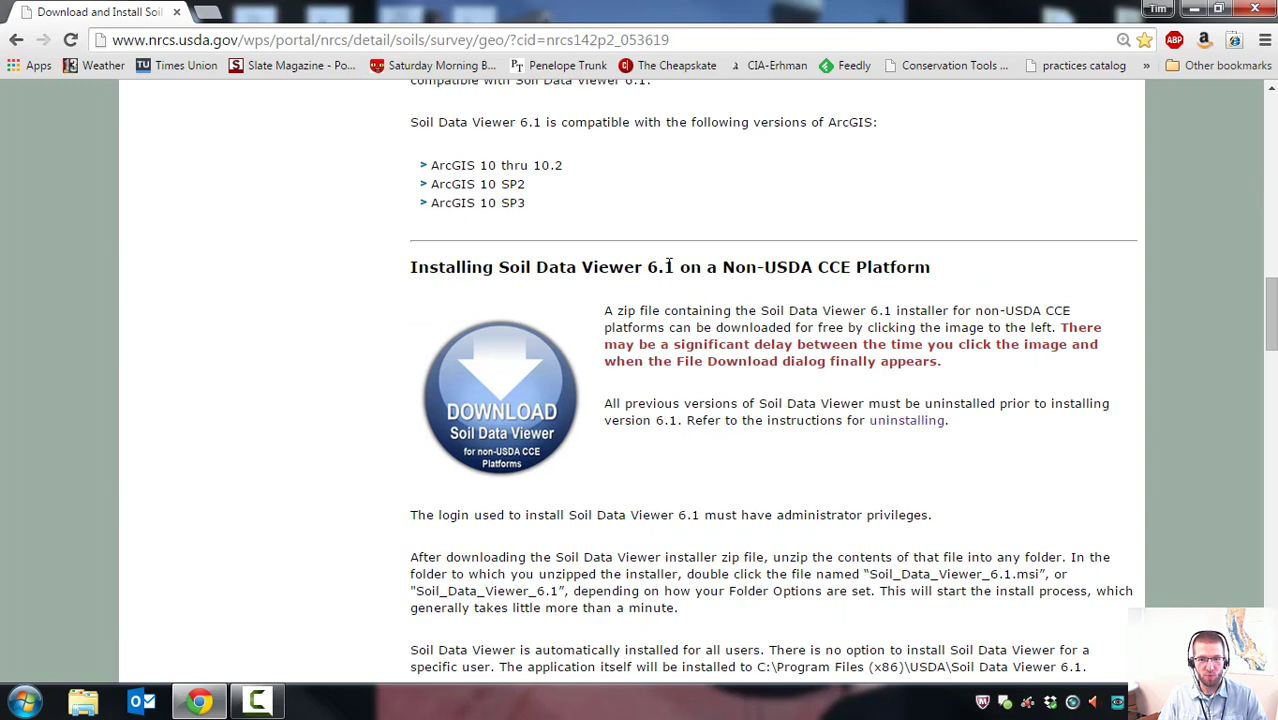 Download and Install Soil
Tim
www.nrcs.usda.gov/wps/portal/nrcs/detail/soils/survey/geo/?cid=nrcs142p2_053619
ABP
Apps Weather TU Times Union S Slate Magazine - Po... Saturday Morning B... PT Penelope Trunk The Cheapskate CIA-Erhman Feedly Conservation Tools ... practices catalog » Other bookmarks
compatible with Soil Data Viewer 6.1.
Soil Data Viewer 6.1 is compatible with the following versions of ArcGIS:
> ArcGIS 10 thru 10.2
> ArcGIS 10 SP2
> ArcGIS 10 SP3
Installing Soil Data Viewer 6.1 on a Non-USDA CCE Platform
A zip file containing the Soil Data Viewer 6.1 installer for non-USDA CCE
platforms can be downloaded for free by clicking the image to the left. There
may be a significant delay between the time you click the image and
when the File Download dialog finally appears.
DOWNLOAD
Soil Data Viewer
for non-USDA CCE
Platforms
All previous versions of Soil Data Viewer must be uninstalled prior to installing
version 6.1. Refer to the instructions for uninstalling.
The login used to install Soil Data Viewer 6.1 must have administrator privileges.
After downloading the Soil Data Viewer installer zip file, unzip the contents of that file into any folder. In the
folder to which you unzipped the installer, double click the file named “Soil_Data_Viewer_6.1.msi”, or
"Soil_Data_Viewer_6.1”, depending on how your Folder Options are set. This will start the install process, which
generally takes little more than a minute.
Soil Data Viewer is automatically installed for all users. There is no option to install Soil Data Viewer for a
specific user. The application itself will be installed to C:\Program Files (x86)\USDA\Soil Data Viewer 6.1.